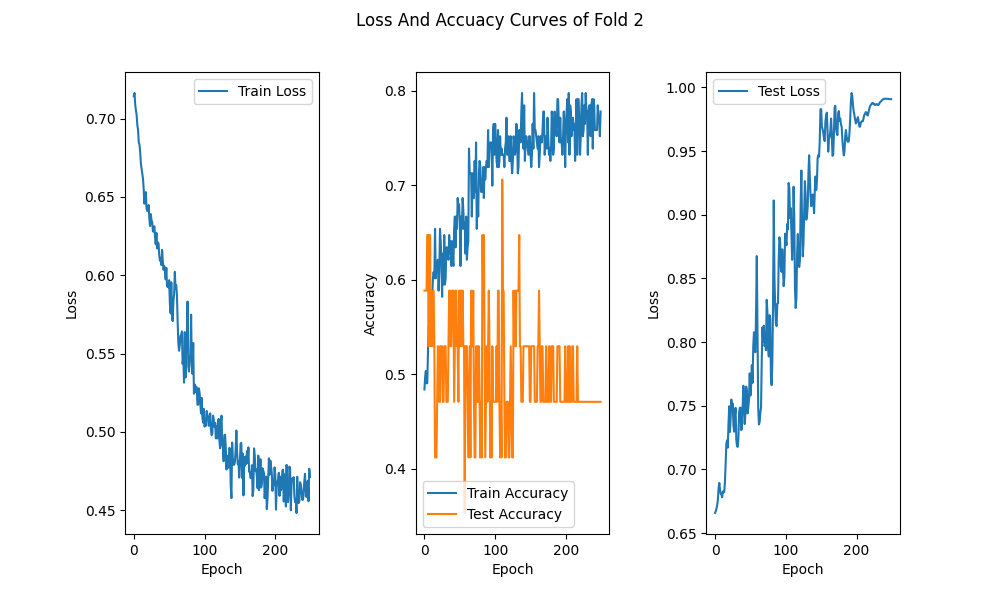 Loss And Accuacy Curves of Fold 2
Train Loss
0.70
0.65
0.60
0.55
0.50
0.45
Loss
0
100
200
Epoch
0.8
0.7
0.6
0.5
0.4
Accuracy
Train Accuracy
Test Accuracy
0
100
200
Epoch
Test Loss
1.00
0.95
0.90
0.85
0.80
0.75
0.70
0.65
Loss
0
100
200
Epoch